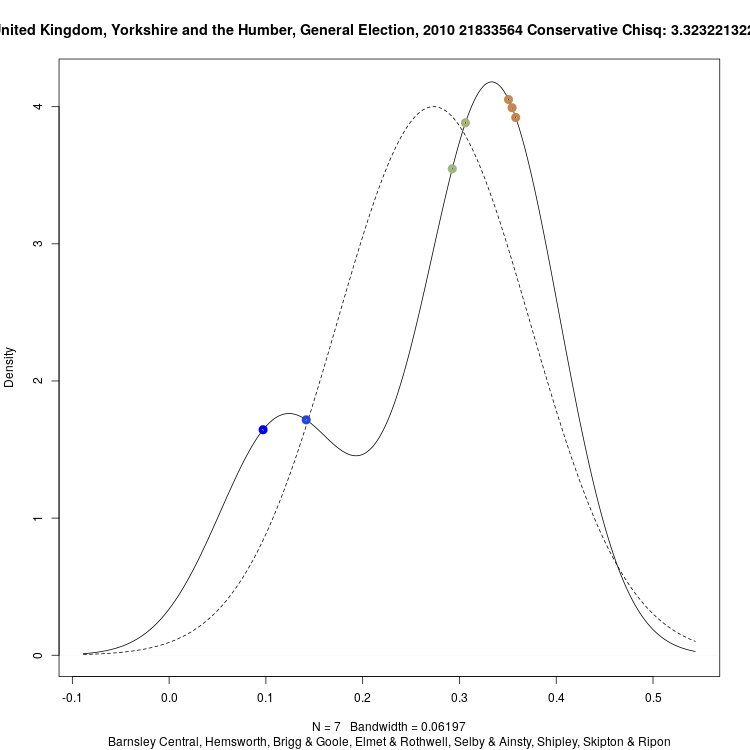 United Kingdom, Yorkshire and the Humber, General Election, 2010 21833564 Conservative Chisq: 3.323221322
Density
4
3
2
1
0
-0.1 0.0 0.1 0.2 0.3 0.4 0.5
N = 7 Bandwidth = 0.06197
Barnsley Central, Hemsworth, Brigg & Goole, Elmet & Rothwell, Selby & Ainsty, Shipley, Skipton & Ripon